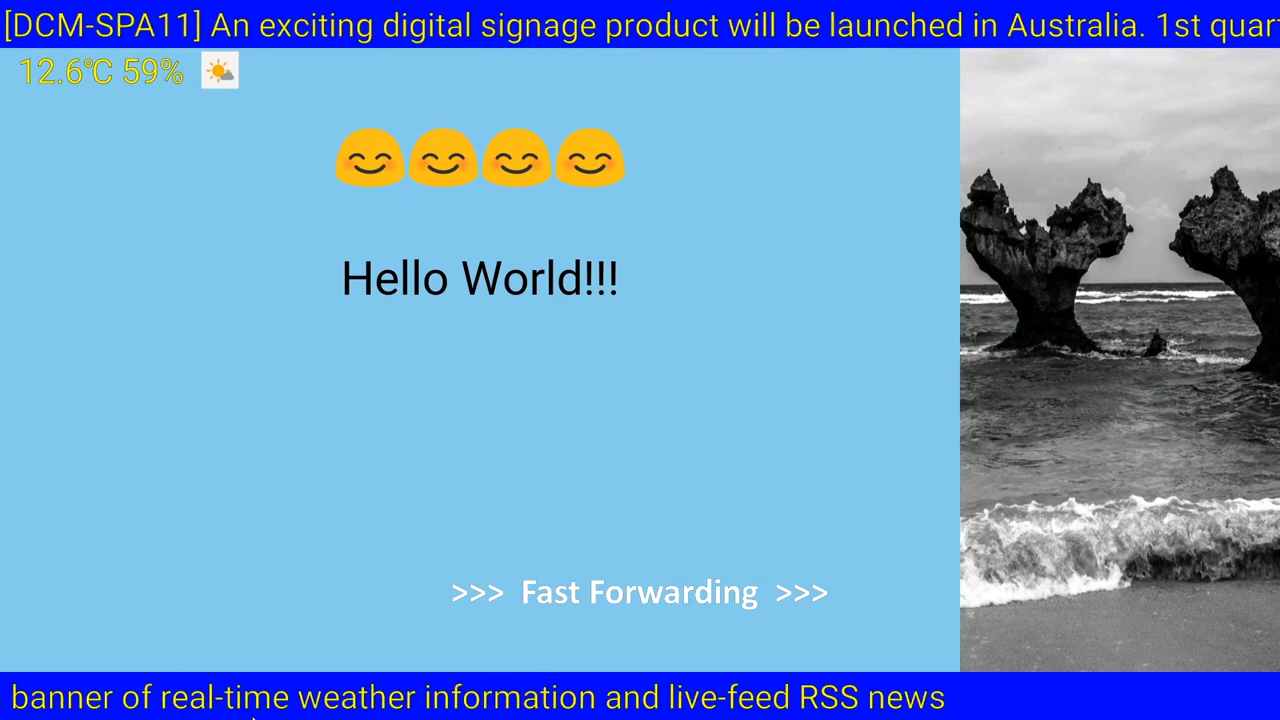 [DCM-SPA11] An exciting digital signage product will be launched in Australia. 1st quar
12.6℃ 59%
Hello World!!!
>>> Fast Forwarding >>>
banner of real-time weather information and live-feed RSS news